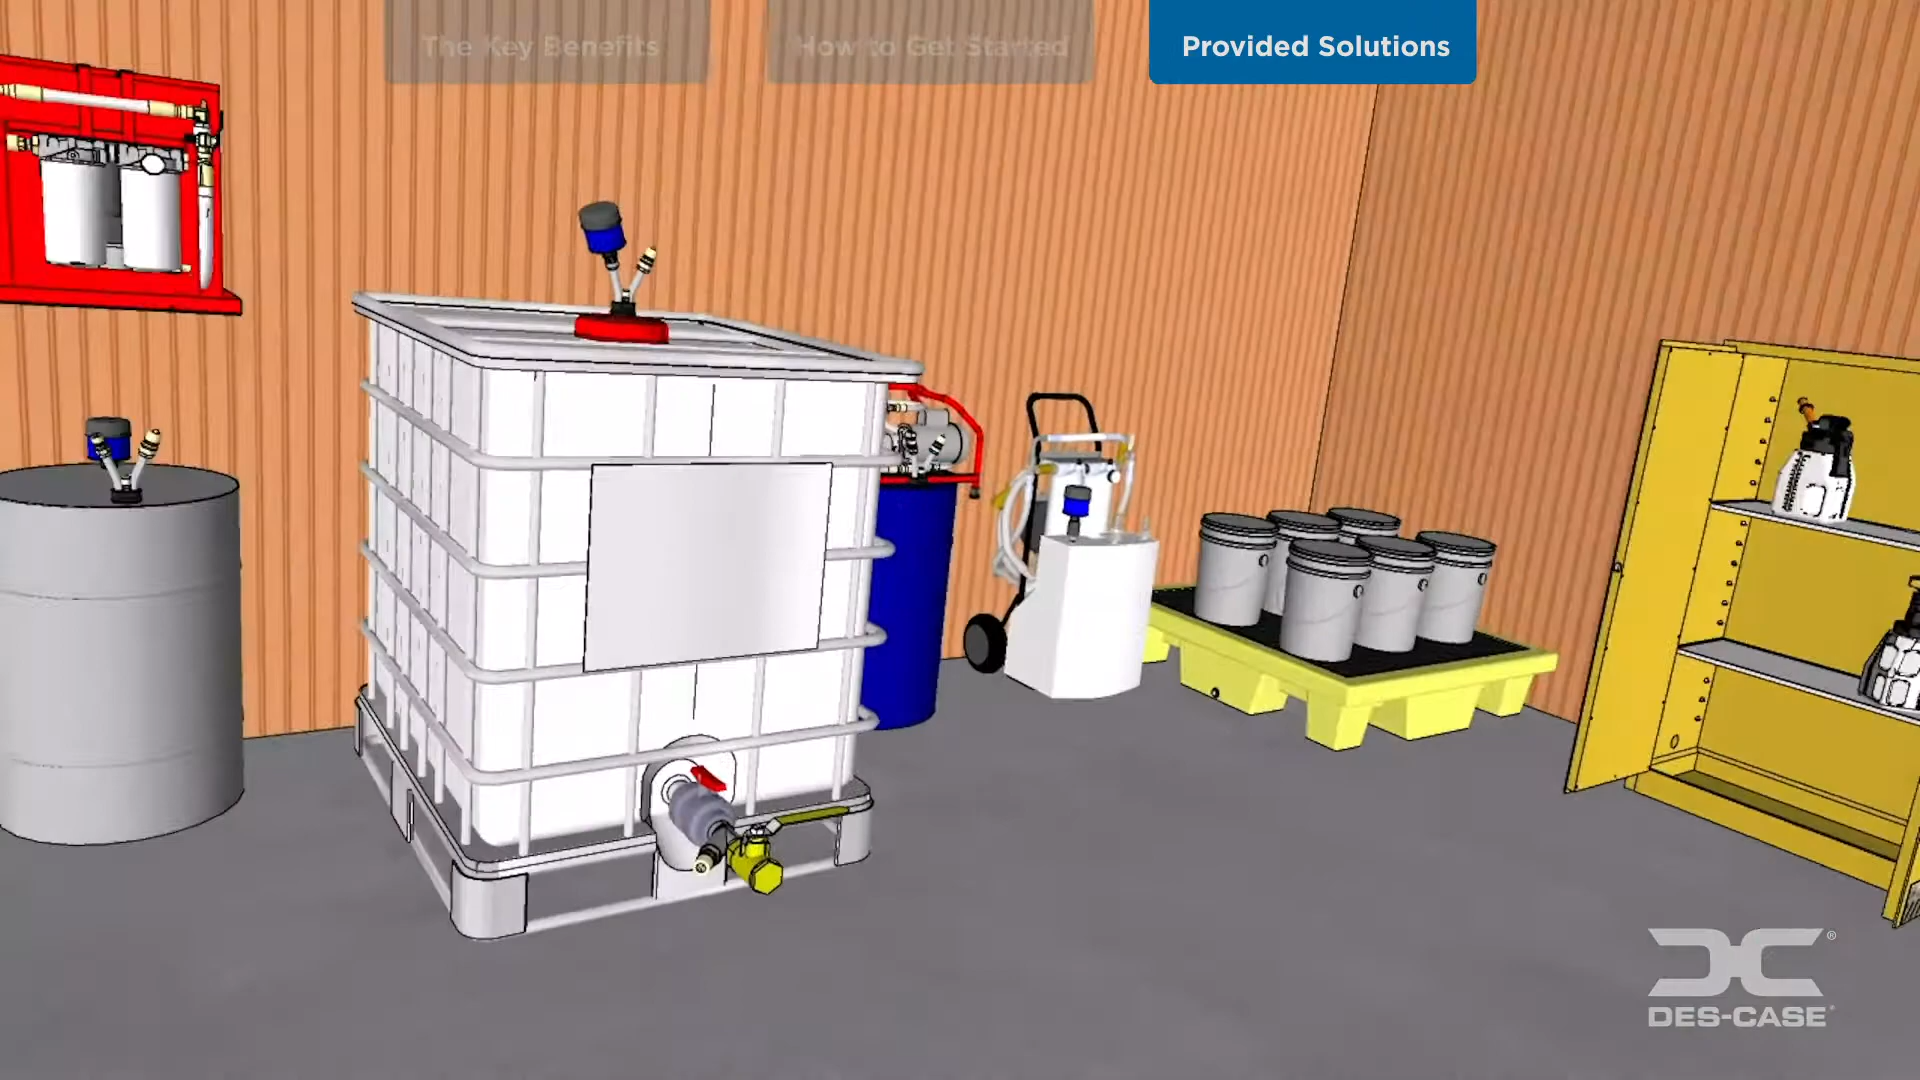 The Key Benefits
How to Get Started
Provided Solutions
DES-CASE®